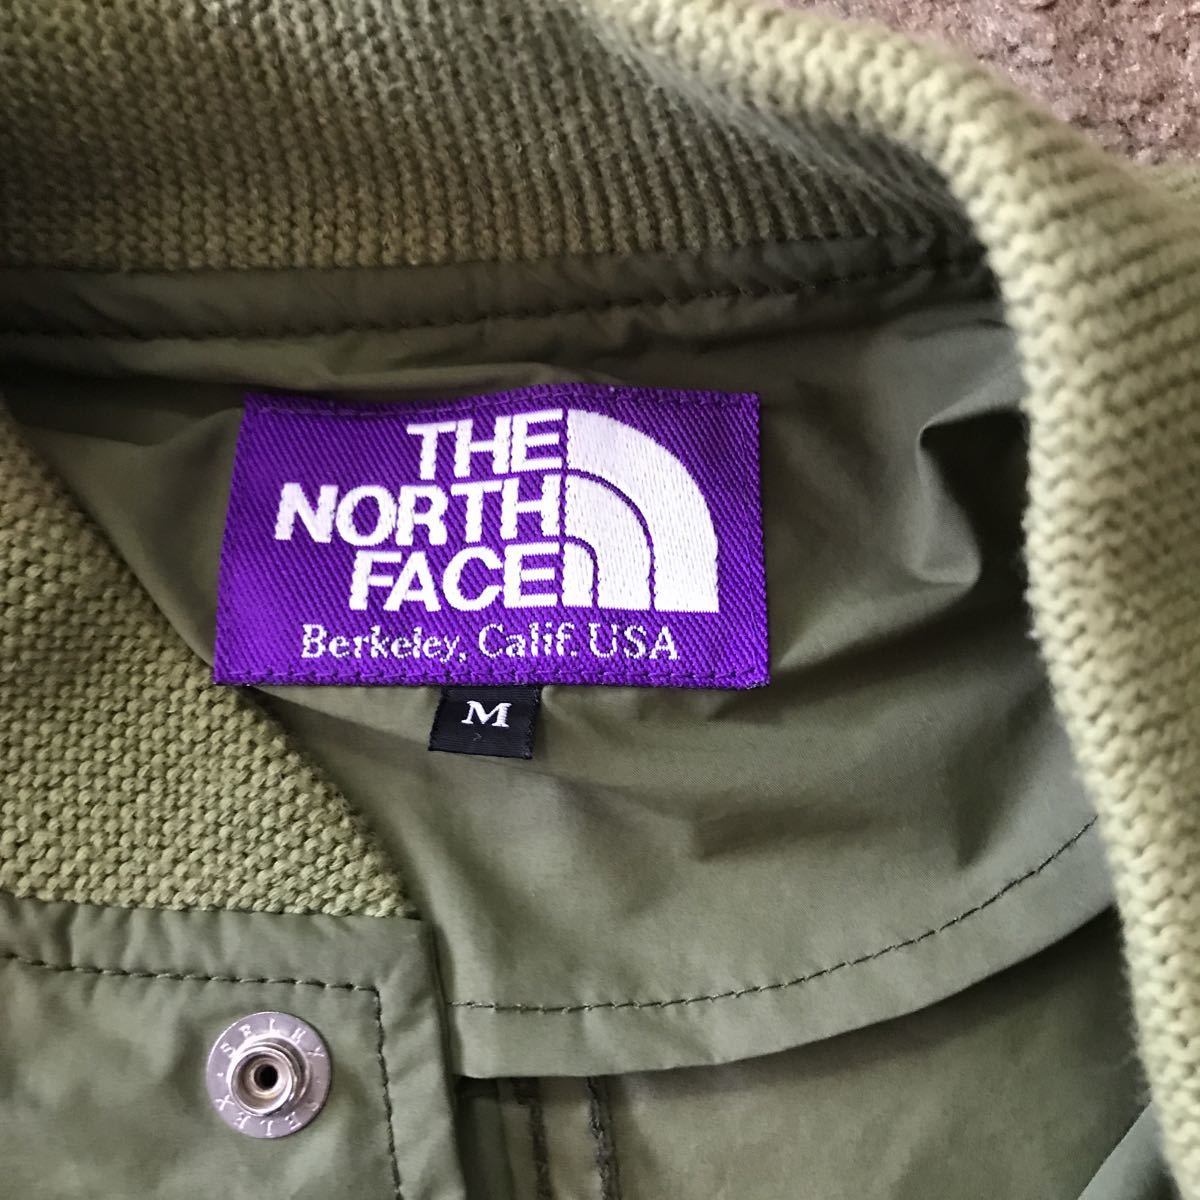 THE
NORTH
FACE
Berkeley, Calif. USA
M